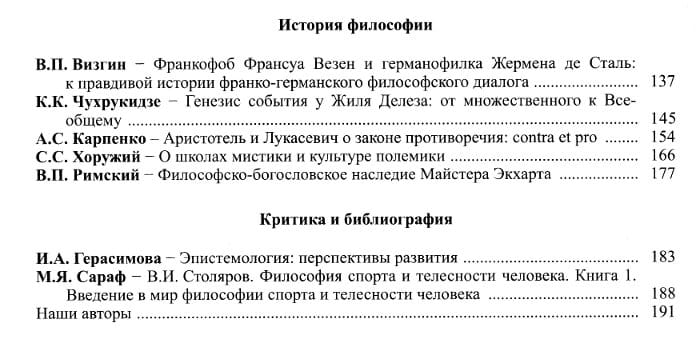 История философии
В.П. Визгин – Франкофоб Франсуа Везен и германофилка Жермена де Сталь:
к правдивой истории франко-германского философского диалога ..................... 137
К.К. Чухрукидзе – Генезис события у Жиля Делеза: от множественного к Все-
общему ..................... 145
А.С. Карпенко – Аристотель и Лукасевич о законе противоречия: contra et pro ....... 154
С.С. Хоружий – О школах мистики и культуре полемики ..................... 166
В.П. Римский – Философско-богословское наследие Майстера Экхарта ................ 177
Критика и библиография
И.А. Герасимова – Эпистемология: перспективы развития ..................... 183
М.Я. Сараф – В.И. Столяров. Философия спорта и телесности человека. Книга 1.
Введение в мир философии спорта и телесности человека ..................... 188
Наши авторы ..................... 191